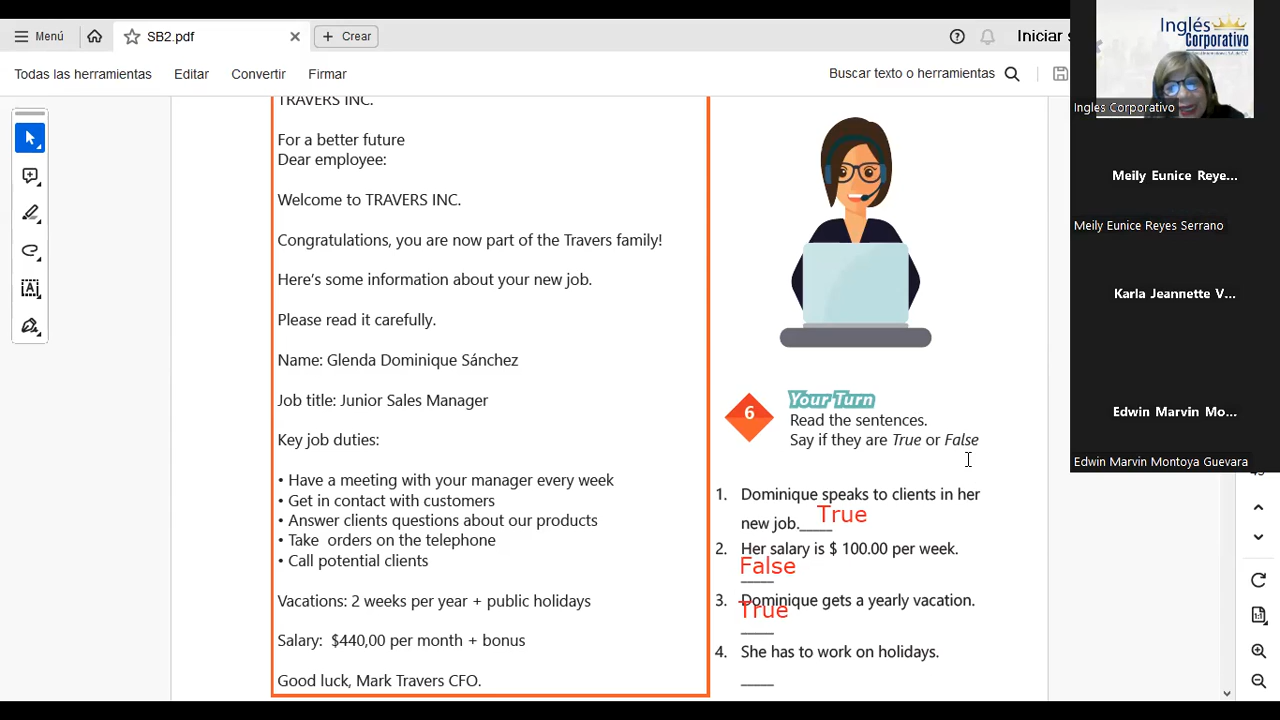 Menú
SB2.pdf
Crear
Iniciar s
Todas las herramientas
Editar
Convertir
Firmar
Buscar texto o herramientas
TRAVERS INC.
For a better future
Dear employee:
Welcome to TRAVERS INC.
Congratulations, you are now part of the Travers family!
Here's some information about your new job.
Please read it carefully.
Name: Glenda Dominique Sánchez
Job title: Junior Sales Manager
Key job duties:
• Have a meeting with your manager every week
• Get in contact with customers
• Answer clients questions about our products
• Take orders on the telephone
• Call potential clients
Vacations: 2 weeks per year + public holidays
Salary: $440,00 per month + bonus
Good luck, Mark Travers CFO.
6
Your Turn
Read the sentences.
Say if they are True or False
1. Dominique speaks to clients in her
new job.____ True
2. Her salary is $ 100.00 per week.
False
____
3. Dominique gets a yearly vacation.
True
____
4. She has to work on holidays.
____
Inglés
Corporativo
Ingles Corporativo
Meily Eunice Reye...
Meily Eunice Reyes Serrano
Karla Jeannette V...
Edwin Marvin Mo...
Edwin Marvin Montoya Guevara